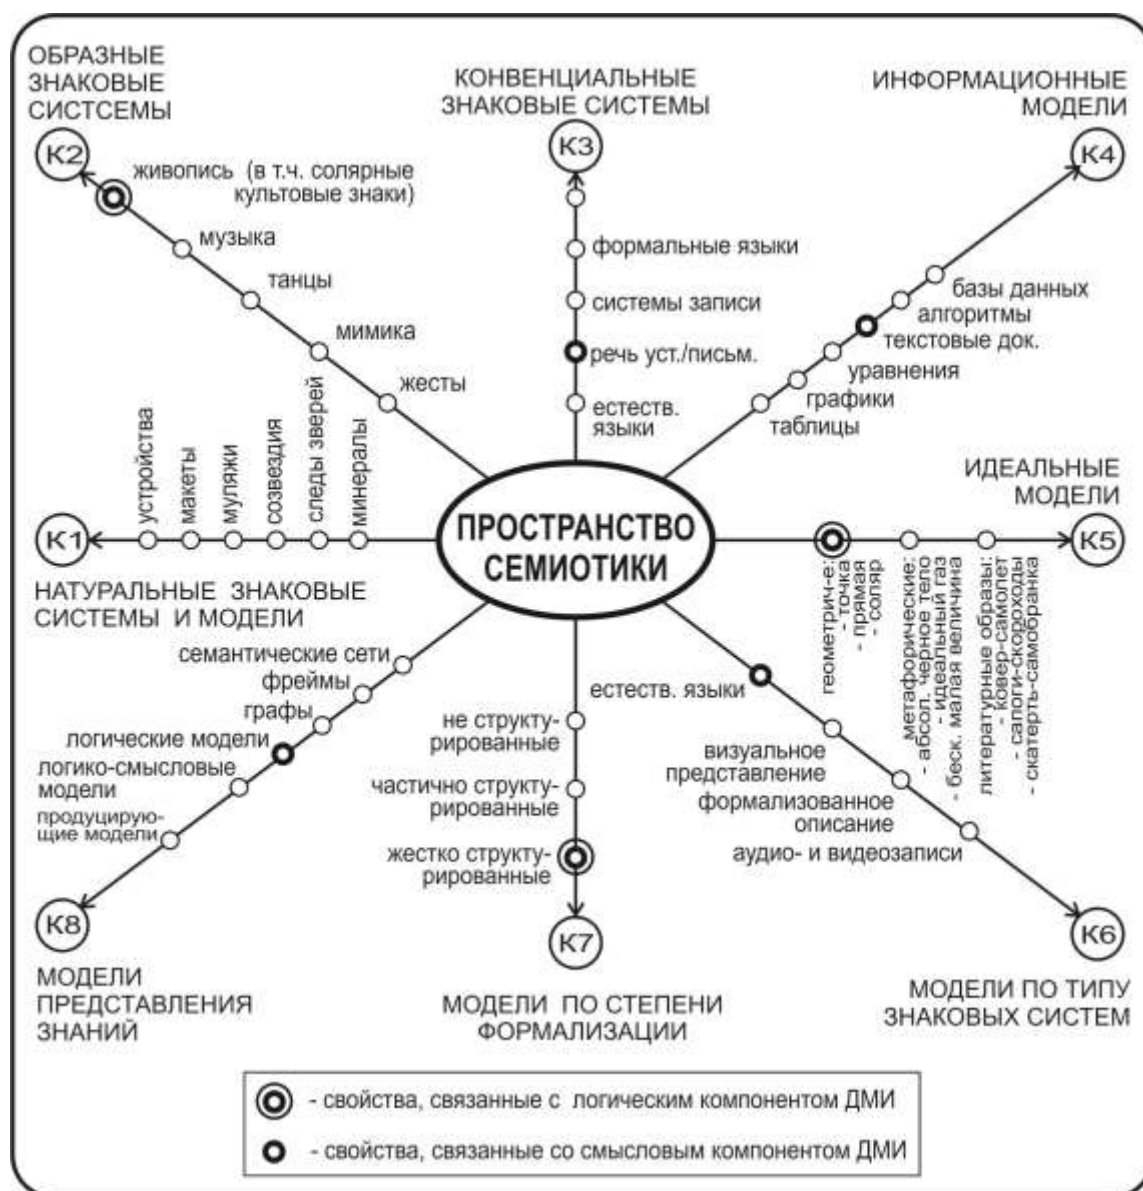 ОБРАЗНЫЕ
ЗНАКОВЫЕ
СИСТСЕМЫ
К2
живопись (в т.ч. солярные
культовые знаки)
музыка
танцы
мимика
жесты
КОНВЕНЦИАЛЬНЫЕ
ЗНАКОВЫЕ СИСТЕМЫ
К3
формальные языки
системы записи
речь уст./письм.
естеств.
языки
ИНФОРМАЦИОННЫЕ
МОДЕЛИ
К4
базы данных
алгоритмы
текстовые док.
уравнения
графики
таблицы
устройства
макеты
муляжи
созвездия
следы зверей
минералы
К1
НАТУРАЛЬНЫЕ ЗНАКОВЫЕ
СИСТЕМЫ И МОДЕЛИ
ПРОСТРАНСТВО
СЕМИОТИКИ
ИДЕАЛЬНЫЕ
МОДЕЛИ
К5
геометрич-е:
- точка
- прямая
- соляр.
метафорические:
- абсол. черное тело
- идеальный газ
- беск. малая величина
литературные образы:
- ковер-самолет
- сапоги-скороходы
- скатерть-самобранка
семантические сети
фреймы
графы
логические модели
логико-смысловые
модели
продуцирую-
щие модели
К8
МОДЕЛИ
ПРЕДСТАВЛЕНИЯ
ЗНАНИЙ
не структу-
рированные
частично структу-
рированные
жестко структу-
рированные
К7
МОДЕЛИ ПО СТЕПЕНИ
ФОРМАЛИЗАЦИИ
естеств. языки
визуальное
представление
формализованное
описание
аудио- и видеозаписи
К6
МОДЕЛИ ПО ТИПУ
ЗНАКОВЫХ СИСТЕМ
- свойства, связанные с логическим компонентом ДМИ
- свойства, связанные со смысловым компонентом ДМИ